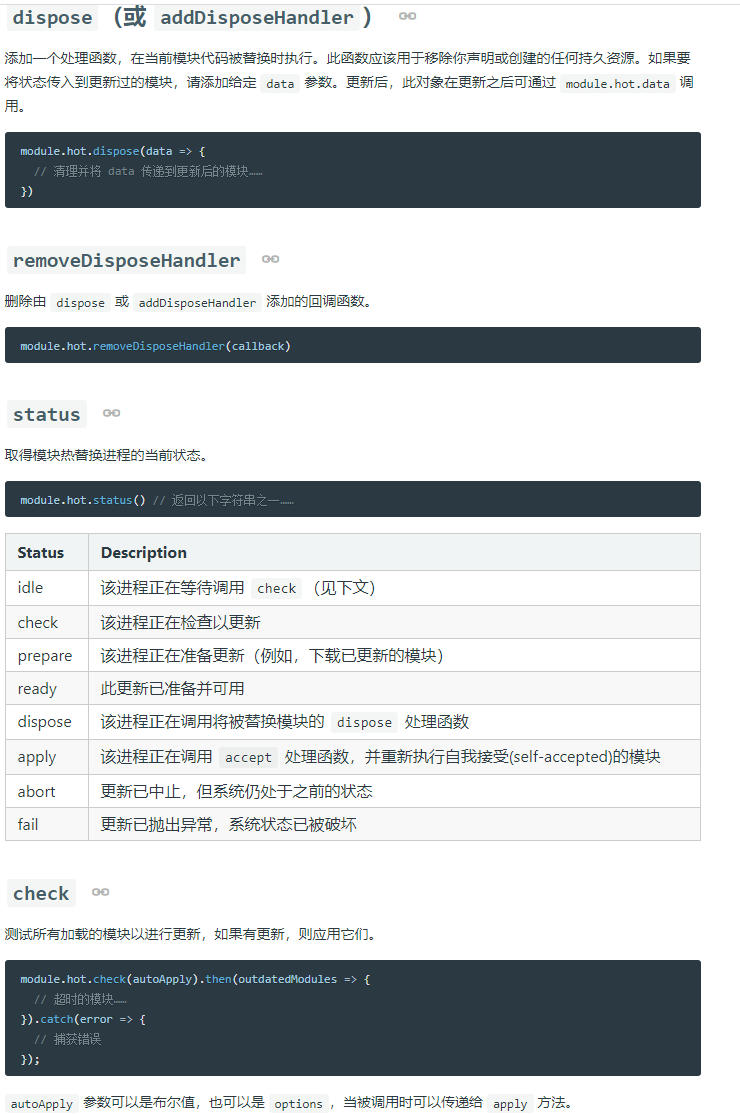 dispose （或 addDisposeHandler ）
添加一个处理函数，在当前模块代码被替换时执行。此函数应该用于移除你声明或创建的任何持久资源。如果要
将状态传入到更新过的模块，请添加给定 data 参数。更新后，此对象在更新之后可通过 module.hot.data 调
用。
module.hot.dispose(data => {
// 清理并将 data 传递到更新后的模块……
})
removeDisposeHandler
删除由 dispose 或 addDisposeHandler 添加的回调函数。
module.hot.removeDisposeHandler(callback)
status
取得模块热替换进程的当前状态。
module.hot.status() // 返回以下字符串之一……
Status Description
idle 该进程正在等待调用 check （见下文）
check 该进程正在检查以更新
prepare 该进程正在准备更新（例如，下载已更新的模块）
ready 此更新已准备并可用
dispose 该进程正在调用将被替换模块的 dispose 处理函数
apply 该进程正在调用 accept 处理函数，并重新执行自我接受(self-accepted)的模块
abort 更新已中止，但系统仍处于之前的状态
fail 更新已抛出异常，系统状态已被破坏
check
测试所有加载的模块以进行更新，如果有更新，则应用它们。
module.hot.check(autoApply).then(outdatedModules => {
// 超时的模块……
}).catch(error => {
// 捕获错误
});
autoApply 参数可以是布尔值，也可以是 options ，当被调用时可以传递给 apply 方法。